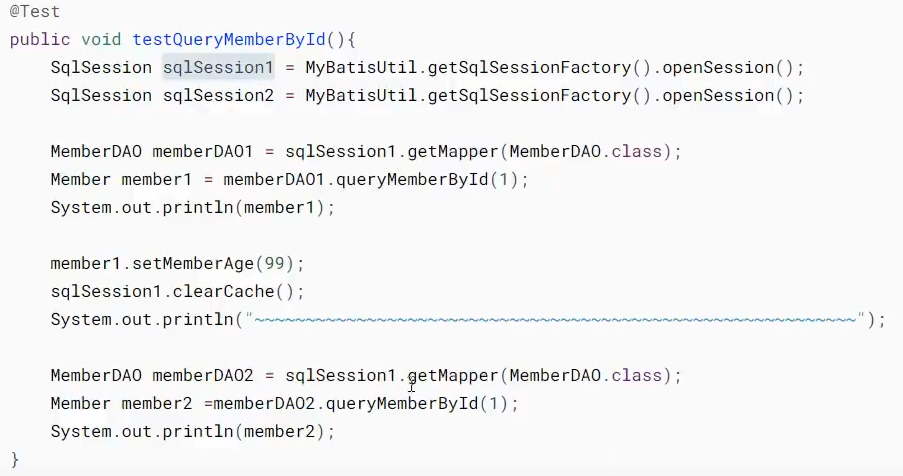 @Test
public void testQueryMemberById(){
SqlSession sqlSession1 = MyBatisUtil.getSqlSessionFactory().openSession();
SqlSession sqlSession2 = MyBatisUtil.getSqlSessionFactory().openSession();
MemberDAO memberDAO1 = sqlSession1.getMapper(MemberDAO.class);
Member member1 = memberDAO1.queryMemberById(1);
System.out.println(member1);
member1.setMemberAge(99);
sqlSession1.clearCache();
System.out.println("~~~~~~~~~~~~~~~~~~~~~~~~~~~~~~~~~~~~~~~~~~~~~~~~~~~~~~~~~~~");
MemberDAO memberDAO2 = sqlSession1.getMapper(MemberDAO.class);
Member member2 =memberDAO2.queryMemberById(1);
System.out.println(member2);
}